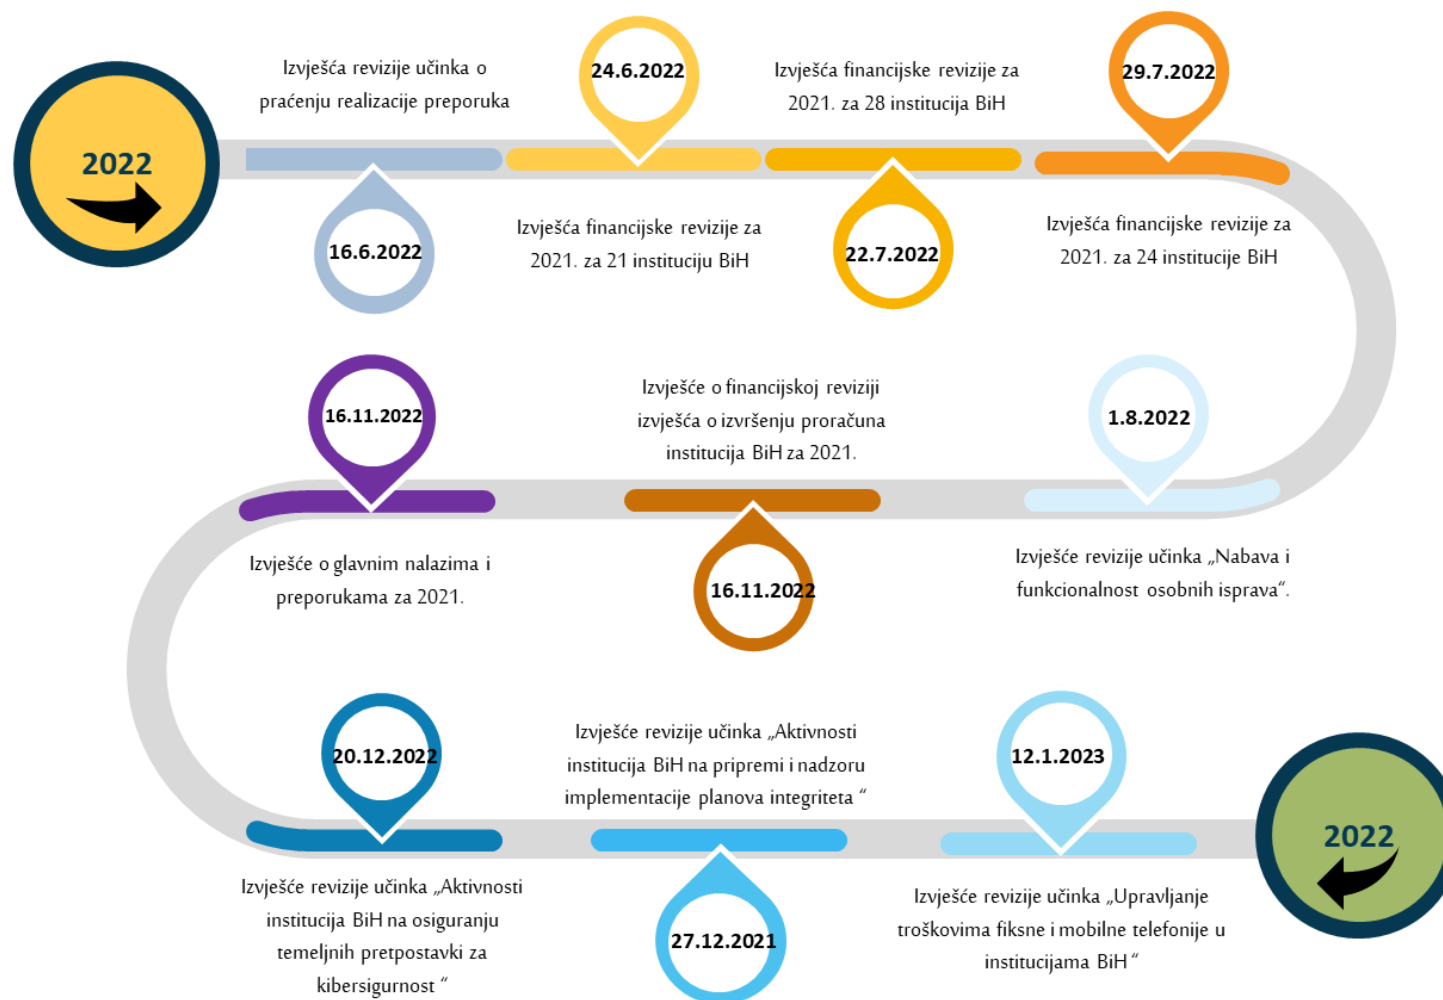 2022
Izvješća revizije učinka o
praćenju realizacije preporuka
16.6.2022
24.6.2022
Izvješća financijske revizije za
2021. za 21 instituciju BiH
Izvješća financijske revizije za
2021. za 28 institucija BiH
22.7.2022
29.7.2022
Izvješća financijske revizije za
2021. za 24 institucije BiH
1.8.2022
Izvješće revizije učinka „Nabava i
funkcionalnost osobnih isprava“.
Izvješće o financijskoj reviziji
izvješća o izvršenju proračuna
institucija BiH za 2021.
16.11.2022
16.11.2022
Izvješće o glavnim nalazima i
preporukama za 2021.
20.12.2022
Izvješće revizije učinka „Aktivnosti
institucija BiH na osiguranju
temeljnih pretpostavki za
kibersigurnost “
Izvješće revizije učinka „Aktivnosti
institucija BiH na pripremi i nadzoru
implementacije planova integriteta “
27.12.2021
12.1.2023
Izvješće revizije učinka „Upravljanje
troškovima fiksne i mobilne telefonije u
institucijama BiH “
2022